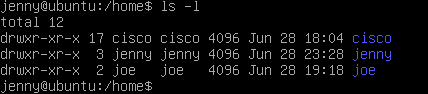 jenny@ubuntu:/home$ ls -l
total 12
drwxr-xr-x 17 cisco cisco 4096 Jun 28 18:04 cisco
drwxr-xr-x  3 jenny jenny 4096 Jun 28 23:28 jenny
drwxr-xr-x  2 joe   joe   4096 Jun 28 19:18 joe
jenny@ubuntu:/home$